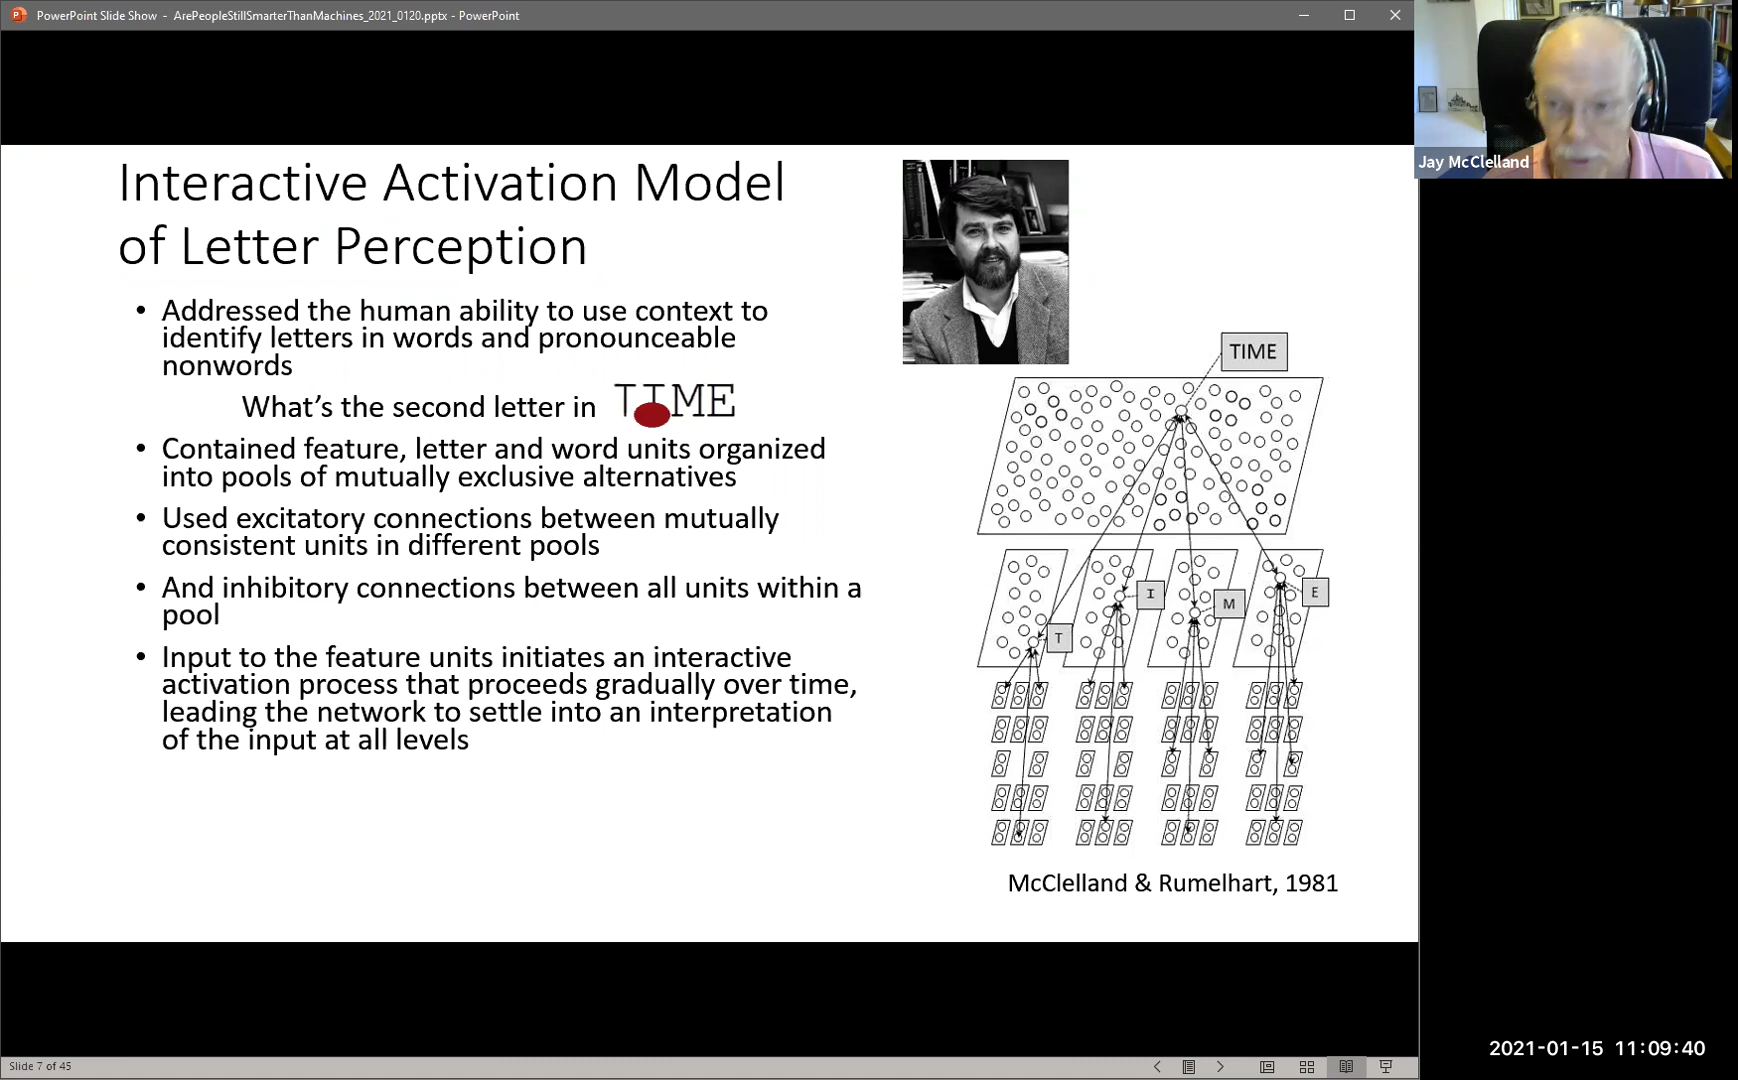 PowerPoint Slide Show - ArePeopleStillSmarterThanMachines_2021_0120.pptx - PowerPoint
Jay McClelland
Interactive Activation Model
of Letter Perception
• Addressed the human ability to use context to
identify letters in words and pronounceable
nonwords
What's the second letter in TIME
• Contained feature, letter and word units organized
into pools of mutually exclusive alternatives
• Used excitatory connections between mutually
consistent units in different pools
• And inhibitory connections between all units within a
pool
• Input to the feature units initiates an interactive
activation process that proceeds gradually over time,
leading the network to settle into an interpretation
of the input at all levels
TIME
T
I
M
E
McClelland & Rumelhart, 1981
2021-01-15 11:09:40
Slide 7 of 45